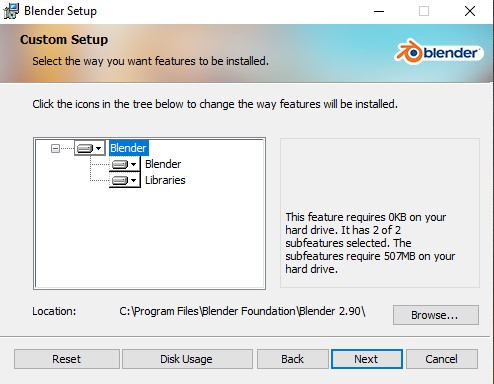 Blender Setup
Custom Setup
Select the way you want features to be installed.
blender
Click the icons in the tree below to change the way features will be installed.
Blender
Blender
Libraries
This feature requires 0KB on your
hard drive. It has 2 of 2
subfeatures selected. The
subfeatures require 507MB on your
hard drive.
Location: C:\Program Files\Blender Foundation\Blender 2.90\
Browse...
Reset Disk Usage Back Next Cancel